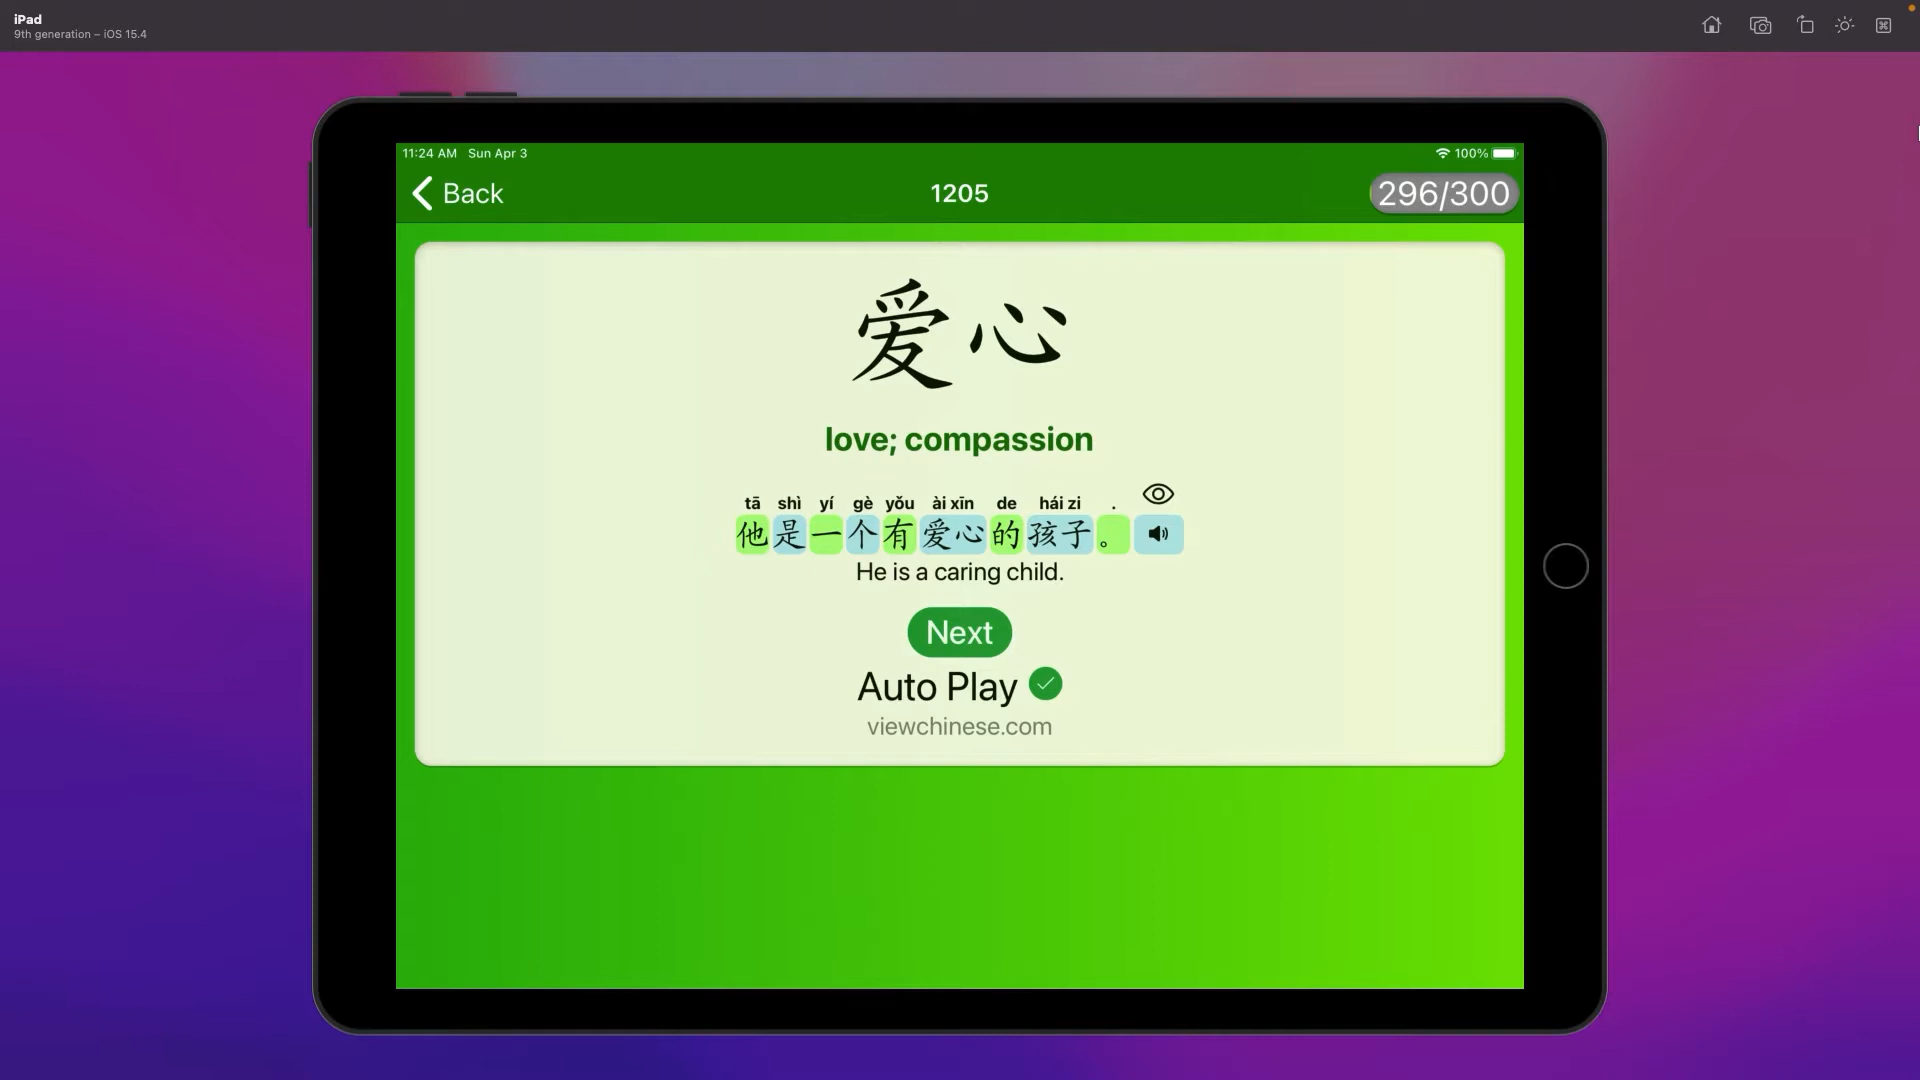 iPad
9th generation – iOS 15.4
11:24 AM Sun Apr 3
100%
Back
1205
296/300
爱心
love; compassion
tā shì yí gè yǒu ài xīn de hái zi .
他是一个有爱心的孩子。
He is a caring child.
Next
Auto Play
viewchinese.com